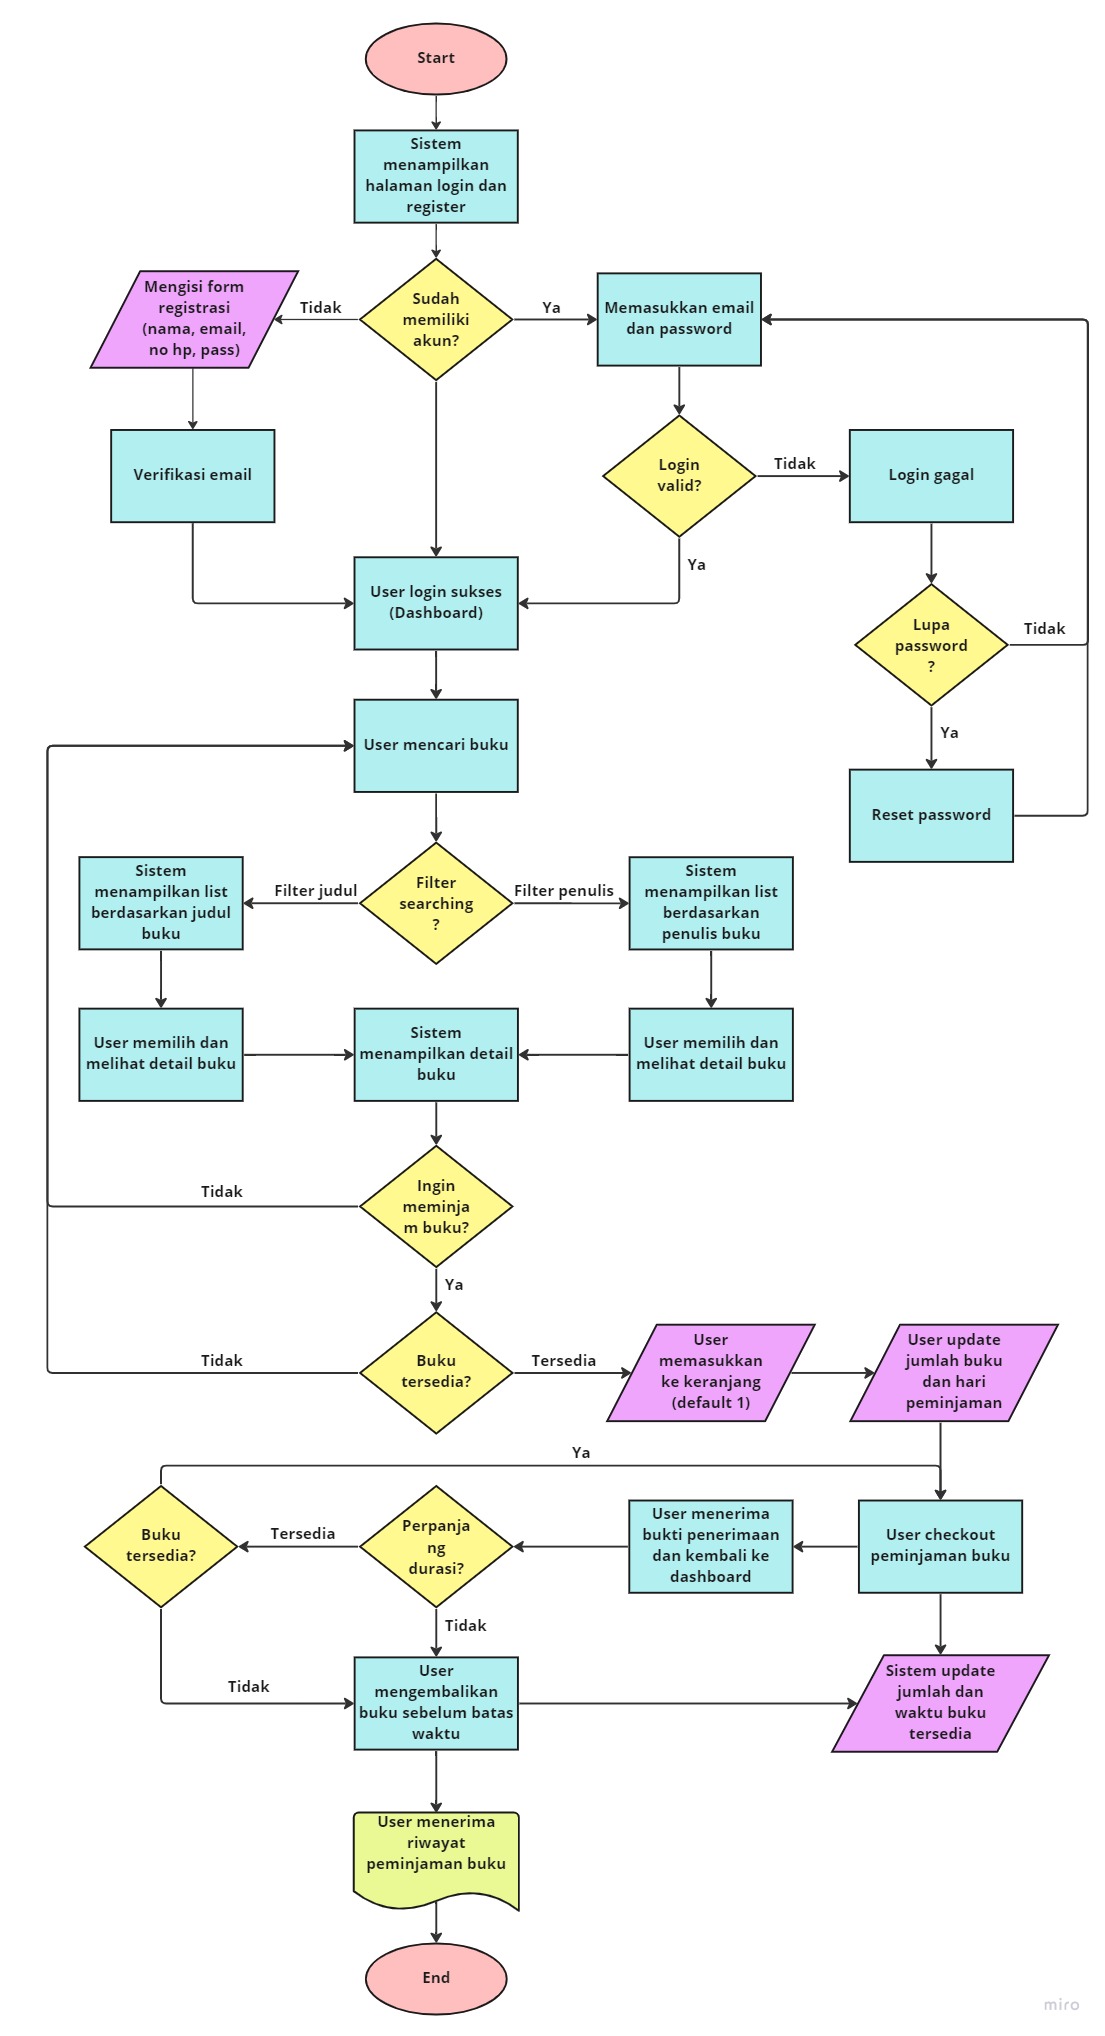 Start
Sistem
menampilkan
halaman login dan
register
Mengisi form
registrasi
(nama, email,
no hp, pass)
Tidak
Sudah
memiliki
akun?
Ya
Memasukkan email
dan password
Verifikasi email
Login
valid?
Tidak
Login gagal
Ya
User login sukses
(Dashboard)
Lupa
password
?
Tidak
Ya
User mencari buku
Reset password
Sistem
menampilkan list
berdasarkan judul
buku
Filter judul
Filter
searching
?
Filter penulis
Sistem
menampilkan list
berdasarkan
penulis buku
User memilih dan
melihat detail buku
Sistem
menampilkan detail
buku
User memilih dan
melihat detail buku
Tidak
Ingin
meminja
m buku?
Ya
Tidak
Buku
tersedia?
Tersedia
User
memasukkan
ke keranjang
(default 1)
User update
jumlah buku
dan hari
peminjaman
Ya
Buku
tersedia?
Tersedia
Perpanja
ng
durasi?
User menerima
bukti penerimaan
dan kembali ke
dashboard
User checkout
peminjaman buku
Tidak
Tidak
User
mengembalikan
buku sebelum batas
waktu
Sistem update
jumlah dan
waktu buku
tersedia
User menerima
riwayat
peminjaman buku
End
miro